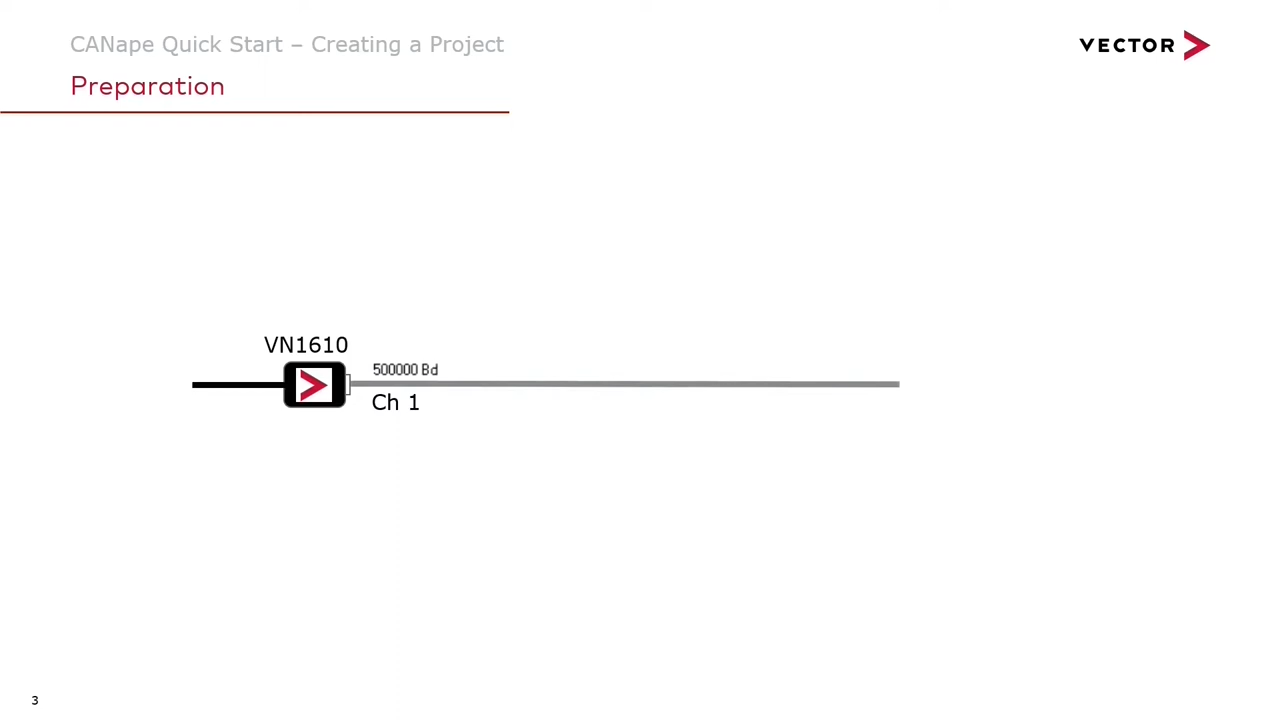 CANape Quick Start – Creating a Project
VECTOR
Preparation
VN1610
500000 Bd
Ch 1
3